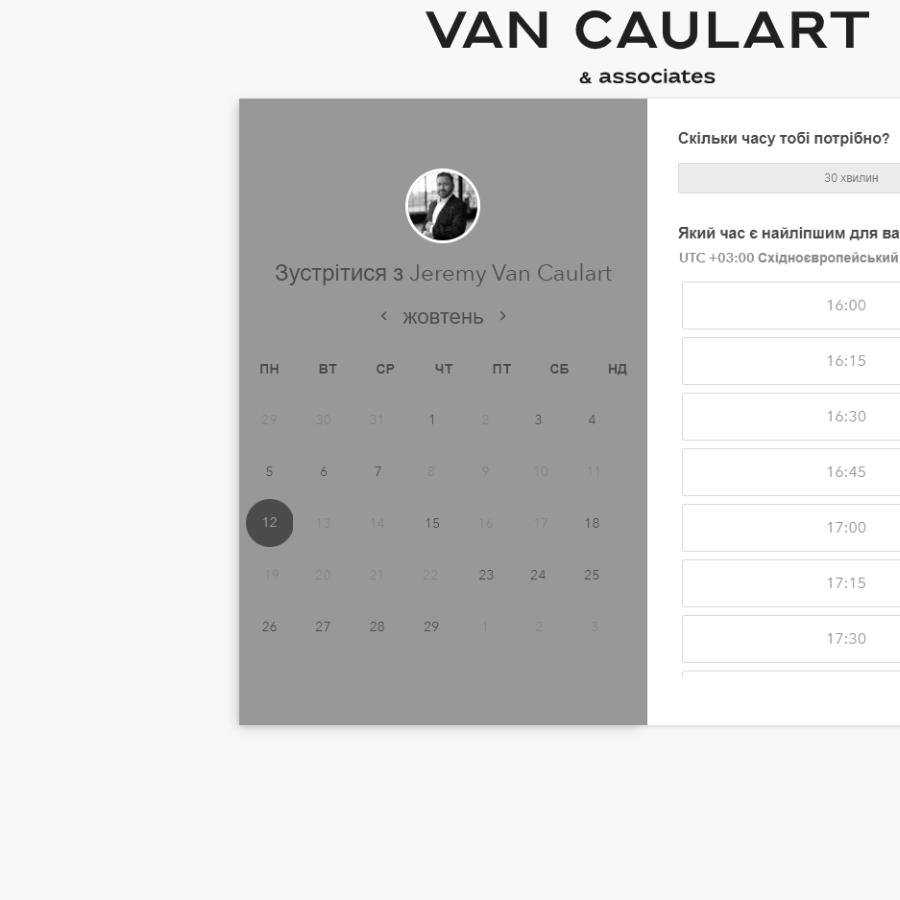 VAN CAULART
& associates
Зустрітися з Jeremy Van Caulart
жовтень
ПН ВТ СР ЧТ ПТ СБ НД
29 30 31 1 2 3 4
5 6 7 8 9 10 11
12 13 14 15 16 17 18
19 20 21 22 23 24 25
26 27 28 29 1 2 3
Скільки часу тобі потрібно?
30 хвилин
Який час є найліпшим для ва
UTC +03:00 Східноєвропейський
16:00
16:15
16:30
16:45
17:00
17:15
17:30